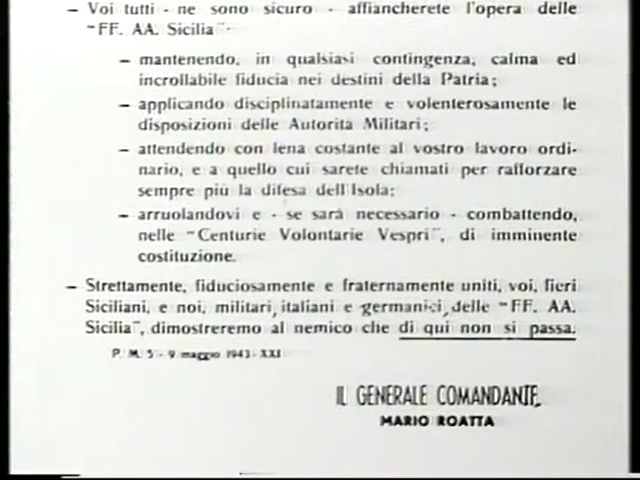 – Voi tutti - ne sono sicuro - affiancherete l'opera delle
"FF. AA. Sicilia"·
– mantenendo, in qualsiasi contingenza, calma ed
incrollabile fiducia nei destini della Patria;
– applicando disciplinatamente e volenterosamente le
disposizioni delle Autorità Militari;
– attendendo con lena costante al vostro lavoro ordi-
nario, e a quello cui sarete chiamati per rafforzare
sempre più la difesa dell'Isola;
– arruolandovi e - se sarà necessario - combattendo,
nelle "Centurie Volontarie Vespri", di imminente
costituzione.
– Strettamente, fiduciosamente e fraternamente uniti, voi, fieri
Siciliani, e noi, militari italiani e germanici, delle "FF. AA.
Sicilia", dimostreremo al nemico che di qui non si passa.
P. M. 5 - 9 maggio 1943-XXI
IL GENERALE COMANDANTE
MARIO ROATTA